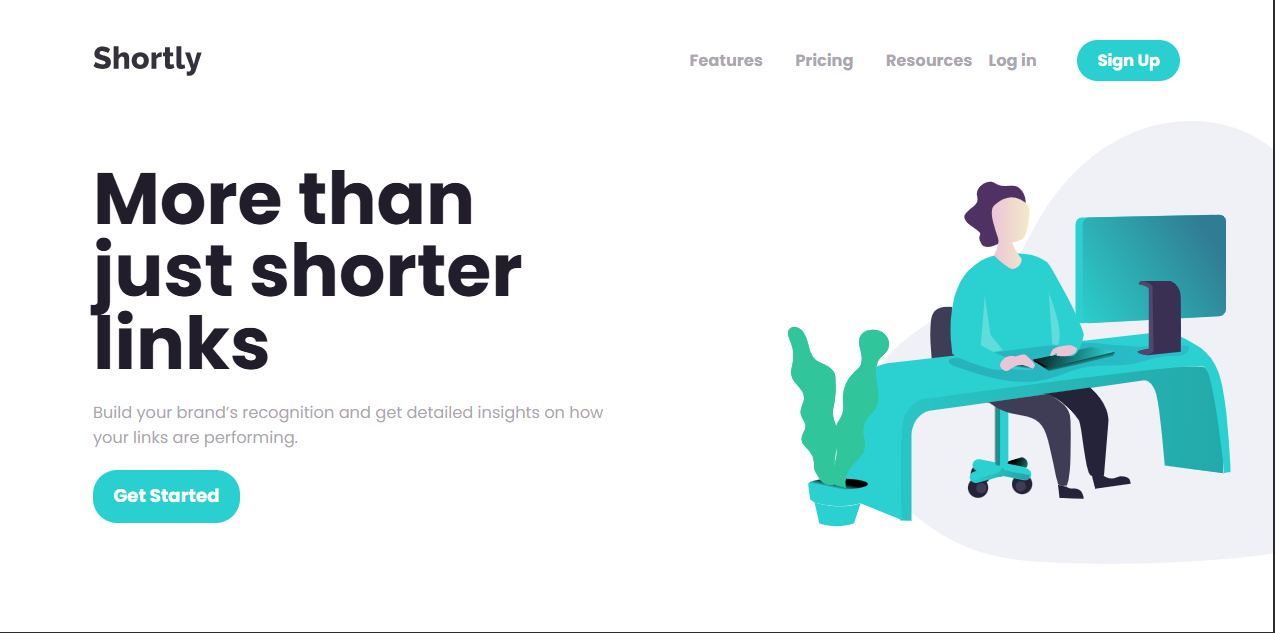 Shortly
Features Pricing Resources Log in Sign Up
More than
just shorter
links
Build your brand’s recognition and get detailed insights on how
your links are performing.
Get Started